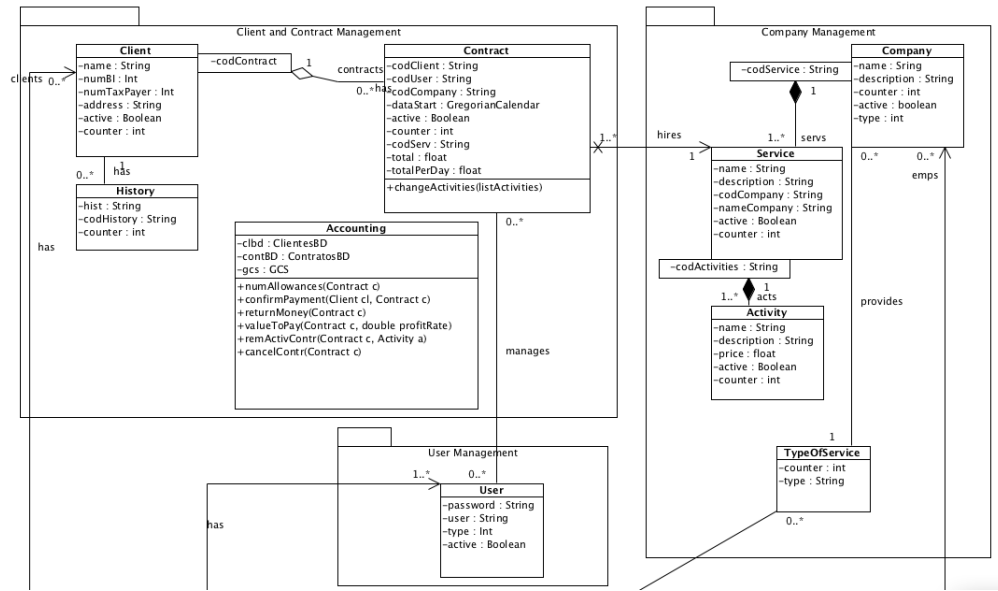 Client and Contract Management
Client
-name : String
-numBI : Int
-numTaxPayer : Int
-address : String
-active : Boolean
-counter : int
clients
0..*
-codContract
1
contracts
0..*
has
Contract
-codClient : String
-codUser : String
-codCompany : String
-dataStart : GregorianCalendar
-active : Boolean
-counter : int
-codServ : String
-total : float
-totalPerDay : float
+changeActivities(listActivities)
1
has
0..*
History
-hist : String
-codHistory : String
-counter : int
has
Accounting
-clbd : ClientesBD
-contBD : ContratosBD
-gcs : GCS
+numAllowances(Contract c)
+confirmPayment(Client cl, Contract c)
+returnMoney(Contract c)
+valueToPay(Contract c, double profitRate)
+remActivContr(Contract c, Activity a)
+cancelContr(Contract c)
0..*
manages
1..*
hires
1
Company Management
Company
-name : Sring
-description : String
-counter : int
-active : boolean
-type : int
-codService : String
1
1..*
servs
Service
-name : String
-description : String
-codCompany : String
-nameCompany : String
-active : Boolean
-counter : int
0..*
0..*
emps
-codActivities : String
1
1..*
acts
Activity
-name : String
-description : String
-price : float
-active : Boolean
-counter : int
provides
1
TypeOfService
-counter : int
-type : String
0..*
User Management
1..*
0..*
User
-password : String
-user : String
-type : Int
-active : Boolean
has